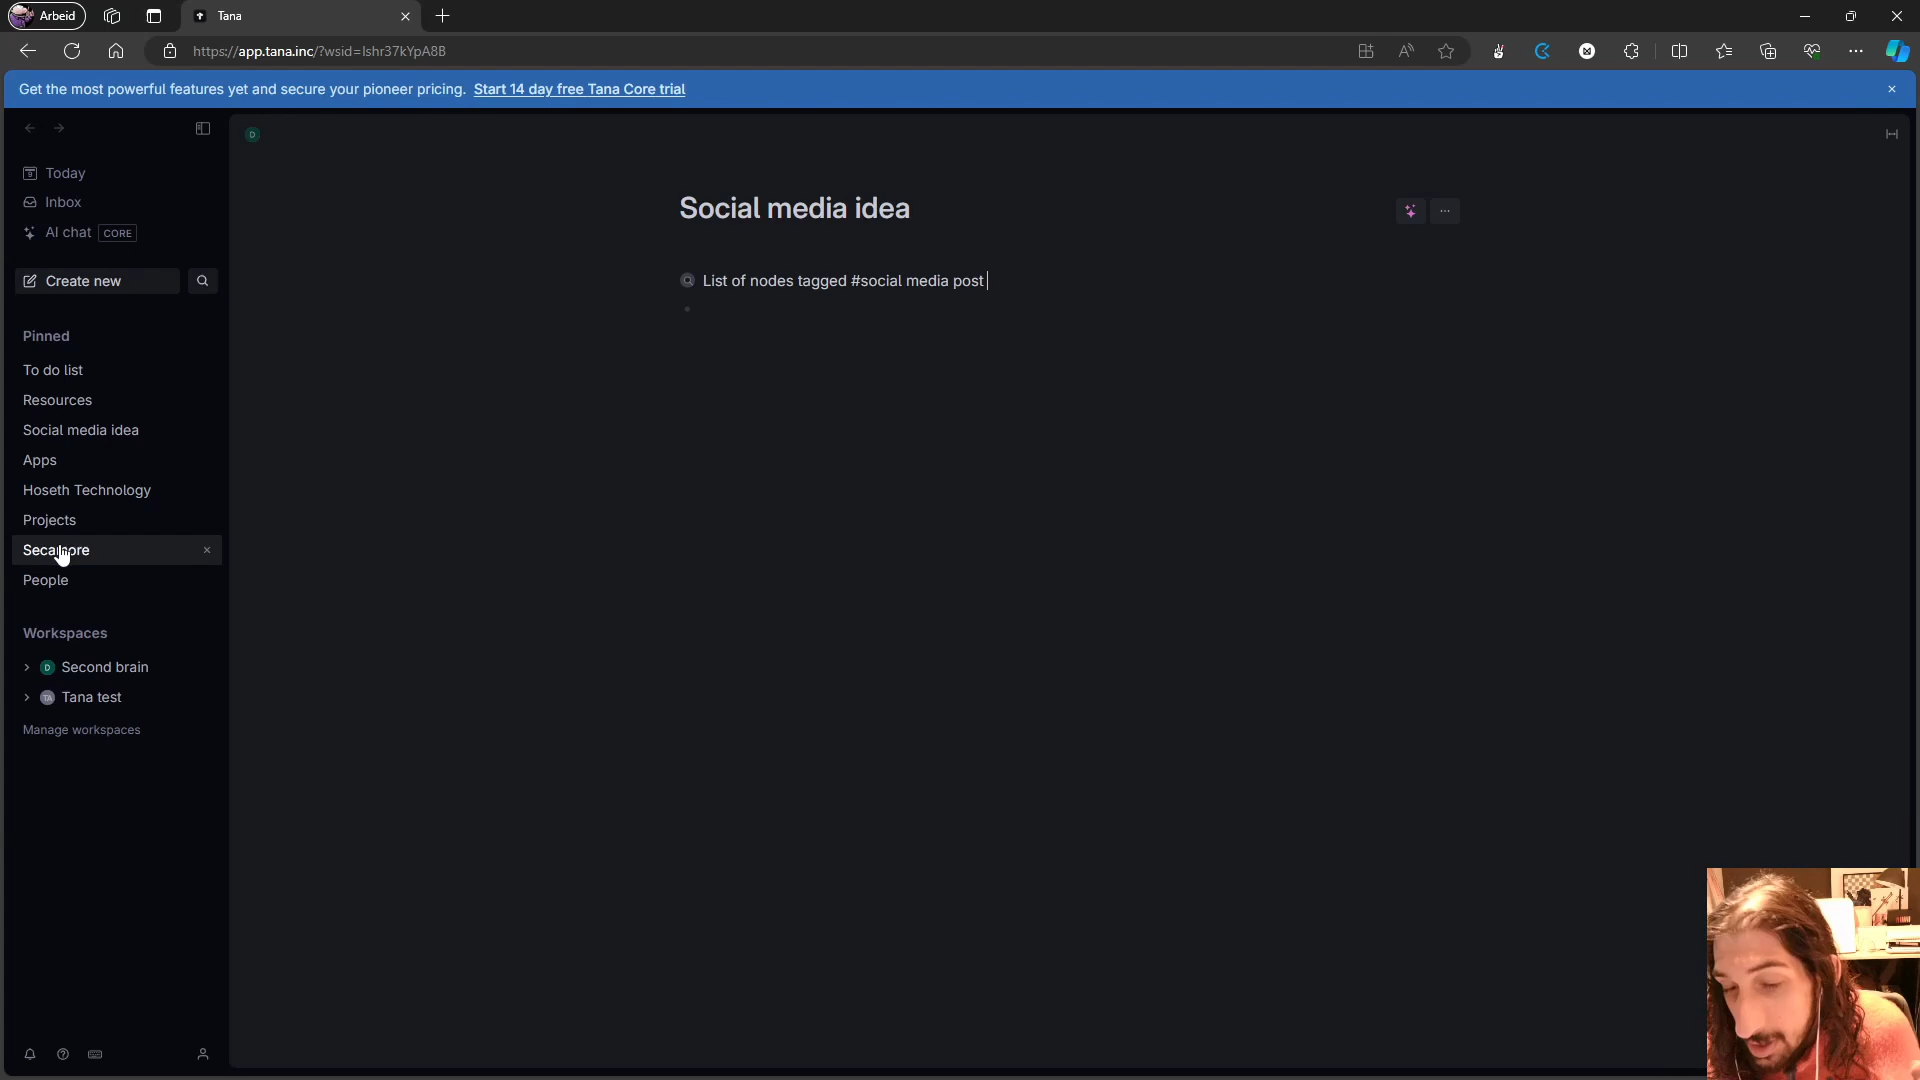 Arbeid
Tana
https://app.tana.inc/?wsid=lshr37kYpA8B
Get the most powerful features yet and secure your pioneer pricing. Start 14 day free Tana Core trial
Today
Inbox
AI chat CORE
Create new
Pinned
To do list
Resources
Social media idea
Apps
Hoseth Technology
Projects
People
Workspaces
D Second brain
TA Tana test
Manage workspaces
D
Social media idea
List of nodes tagged #social media post